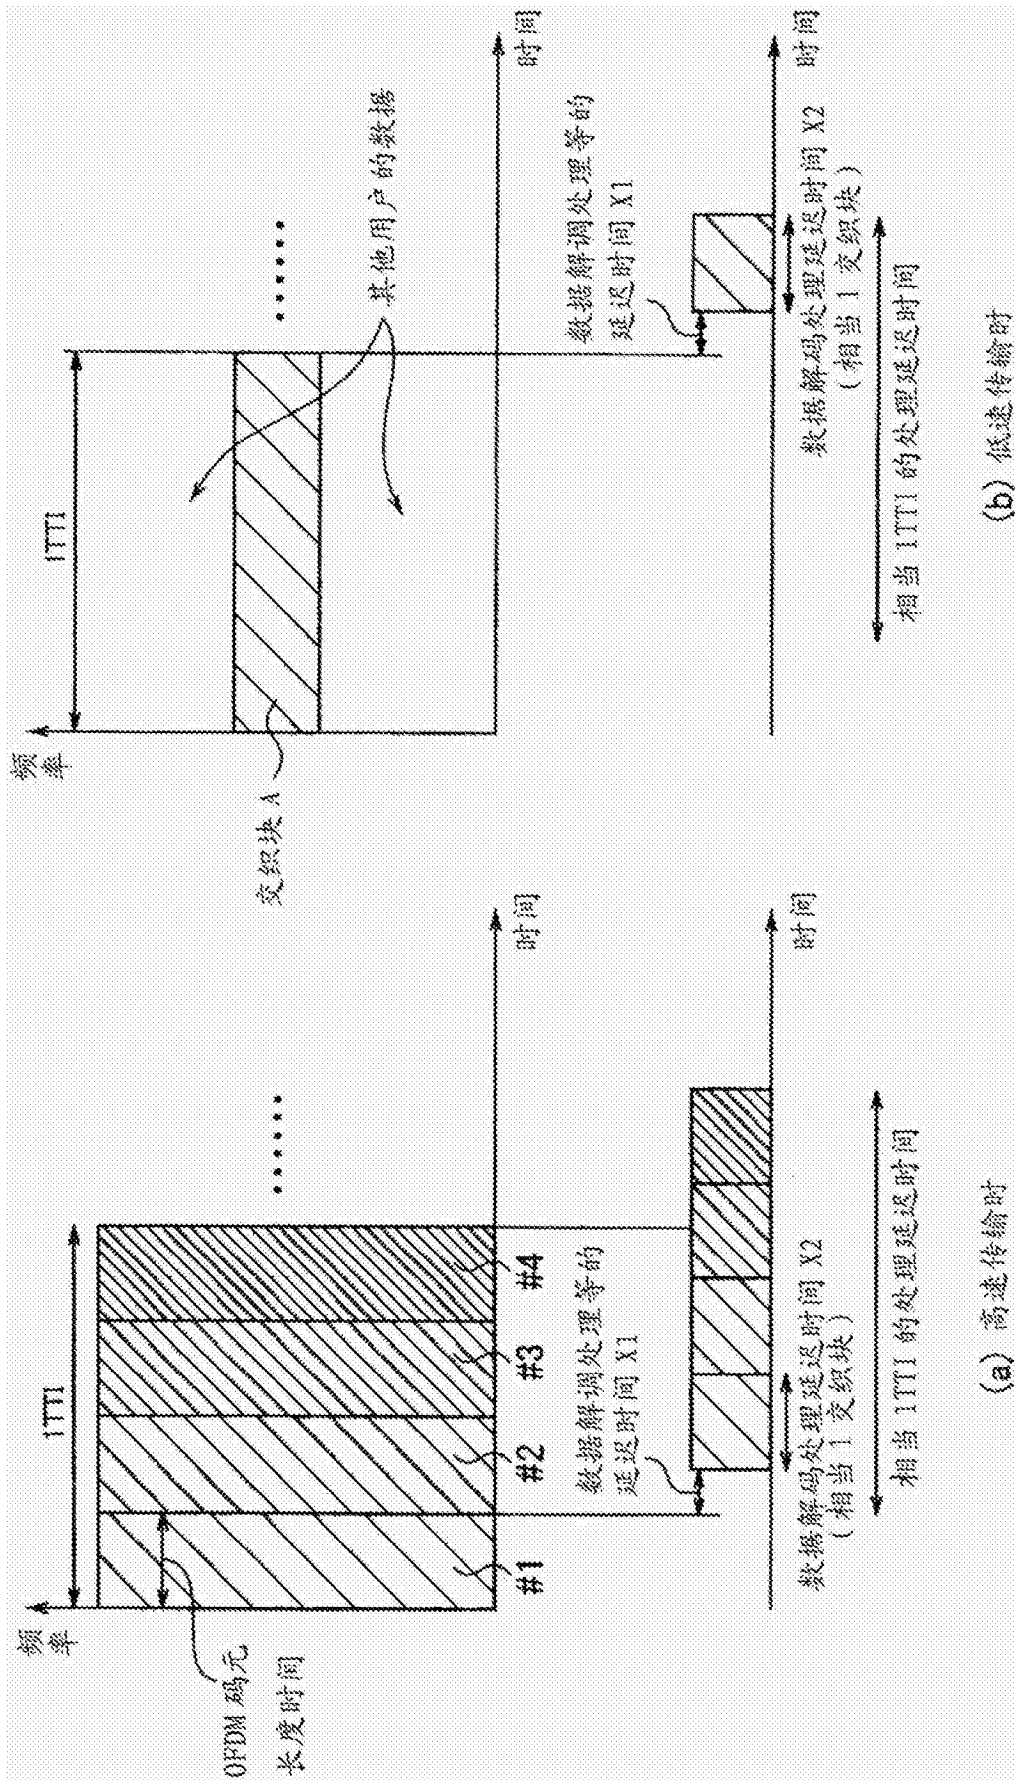 频率
1TTI
OFDM 码元
长度时间
#1
#2
#3
#4
······
时间
数据解调处理等的
延迟时间 X1
时间
数据解码处理延迟时间 X2
(相当 1 交织块)
相当 1TTI 的处理延迟时间
(a) 高速传输时
频率
1TTI
交织块 A
······
其他用户的数据
时间
数据解调处理等的
延迟时间 X1
时间
数据解码处理延迟时间 X2
(相当 1 交织块)
相当 1TTI 的处理延迟时间
(b) 低速传输时